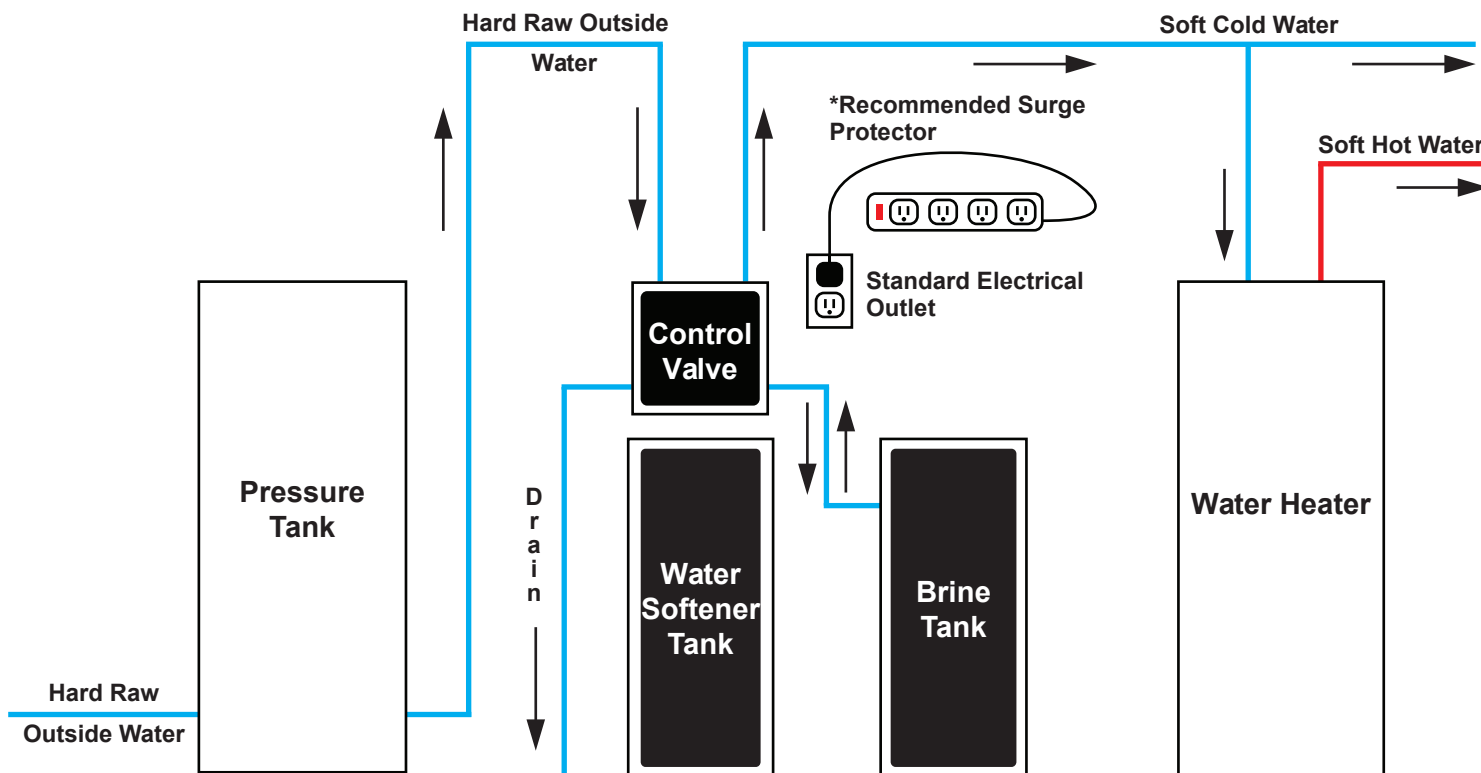 Hard Raw Outside
Water
Soft Cold Water
*Recommended Surge
Protector
Soft Hot Water
Standard Electrical
Outlet
Control
Valve
Pressure
Tank
Drain
Water
Softener
Tank
Brine
Tank
Water Heater
Hard Raw
Outside Water